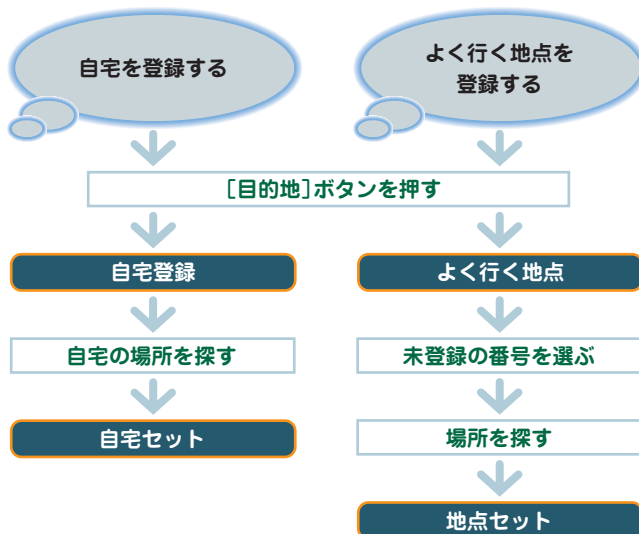 自宅を登録する
よく行く地点を
登録する
[目的地]ボタンを押す
自宅登録
よく行く地点
自宅の場所を探す
未登録の番号を選ぶ
自宅セット
場所を探す
地点セット